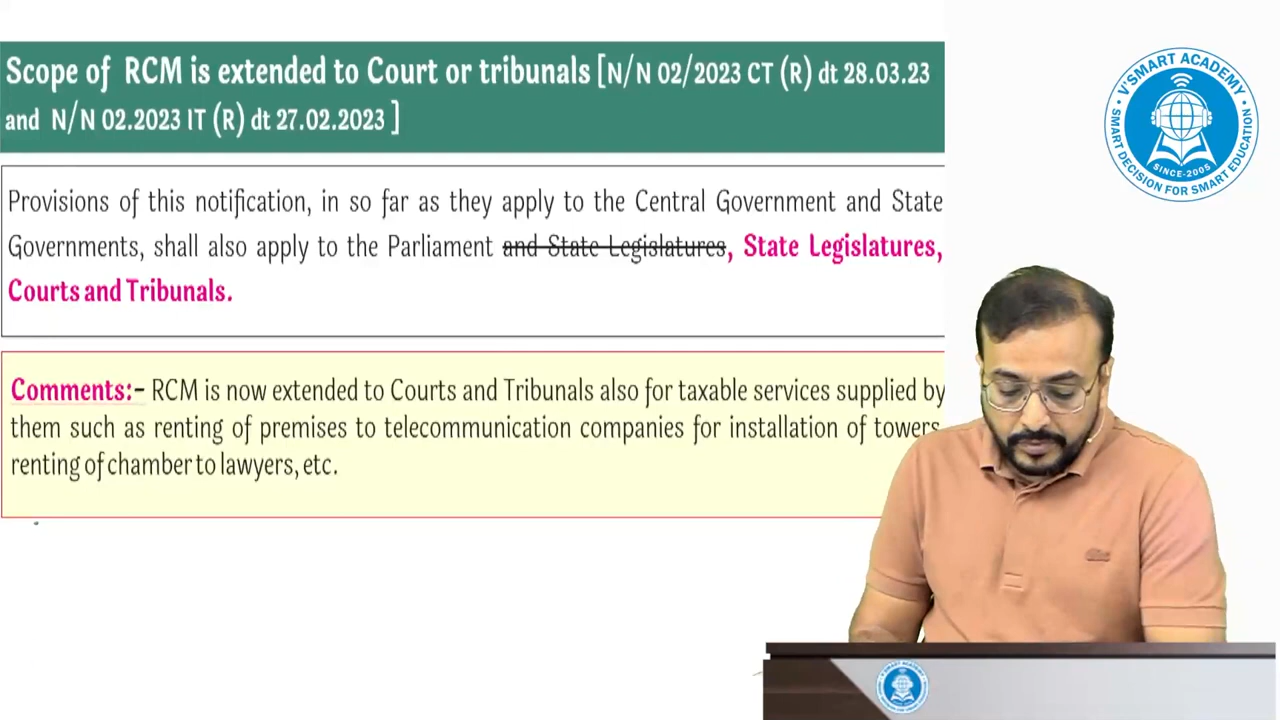 Scope of RCM is extended to Court or tribunals [N/N 02/2023 CT (R) dt 28.03.23
and N/N 02.2023 IT (R) dt 27.02.2023 ]
Provisions of this notification, in so far as they apply to the Central Government and State
Governments, shall also apply to the Parliament and State Legislatures, State Legislatures,
Courts and Tribunals.
Comments:- RCM is now extended to Courts and Tribunals also for taxable services supplied by
them such as renting of premises to telecommunication companies for installation of towers
renting of chamber to lawyers, etc.
V'SMART ACADEMY
SINCE-2005
SMART DECISION FOR SMART EDUCATION
V'SMART ACADEMY